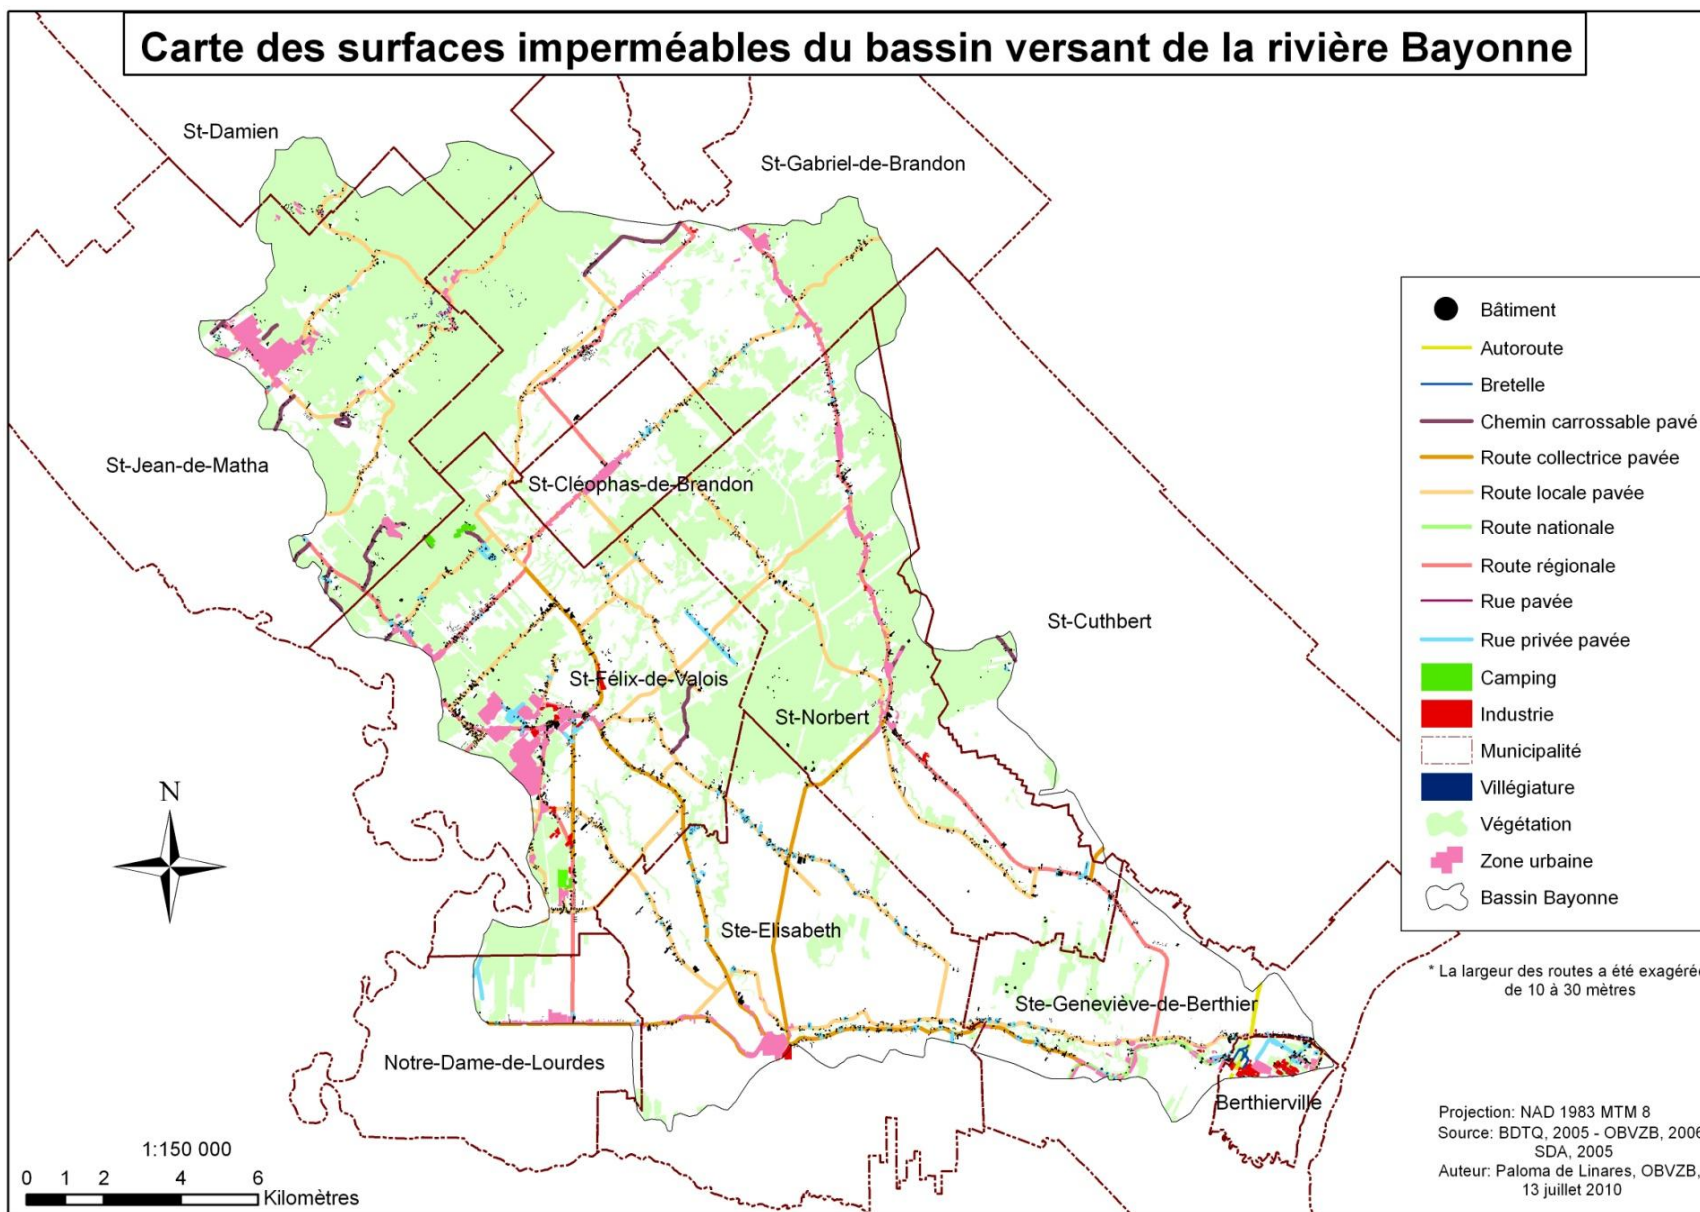 Carte des surfaces imperméables du bassin versant de la rivière Bayonne
St-Damien
St-Gabriel-de-Brandon
St-Jean-de-Matha
St-Cléophas-de-Brandon
St-Cuthbert
St-Félix-de-Valois
St-Norbert
Ste-Elisabeth
Ste-Geneviève-de-Berthier
Notre-Dame-de-Lourdes
Berthierville
N
Bâtiment
Autoroute
Bretelle
Chemin carrossable pavé
Route collectrice pavée
Route locale pavée
Route nationale
Route régionale
Rue pavée
Rue privée pavée
Camping
Industrie
Municipalité
Villégiature
Végétation
Zone urbaine
Bassin Bayonne
* La largeur des routes a été exagérée
de 10 à 30 mètres
1:150 000
0 1 2 4 6
Kilomètres
Projection: NAD 1983 MTM 8
Source: BDTQ, 2005 - OBVZB, 2006
SDA, 2005
Auteur: Paloma de Linares, OBVZB,
13 juillet 2010